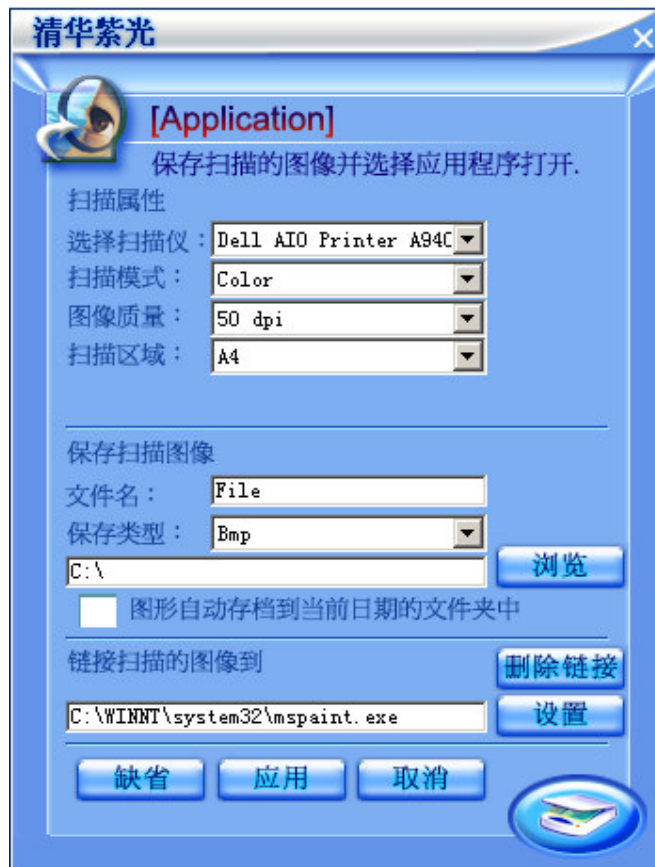 清华紫光
[Application]
保存扫描的图像并选择应用程序打开.
扫描属性
选择扫描仪： Dell AIO Printer A94C
扫描模式： Color
图像质量： 50 dpi
扫描区域： A4
保存扫描图像
文件名： File
保存类型： Bmp
C:\ 浏览
图形自动存档到当前日期的文件夹中
链接扫描的图像到 删除链接
C:\WINNT\system32\mspaint.exe 设置
缺省 应用 取消